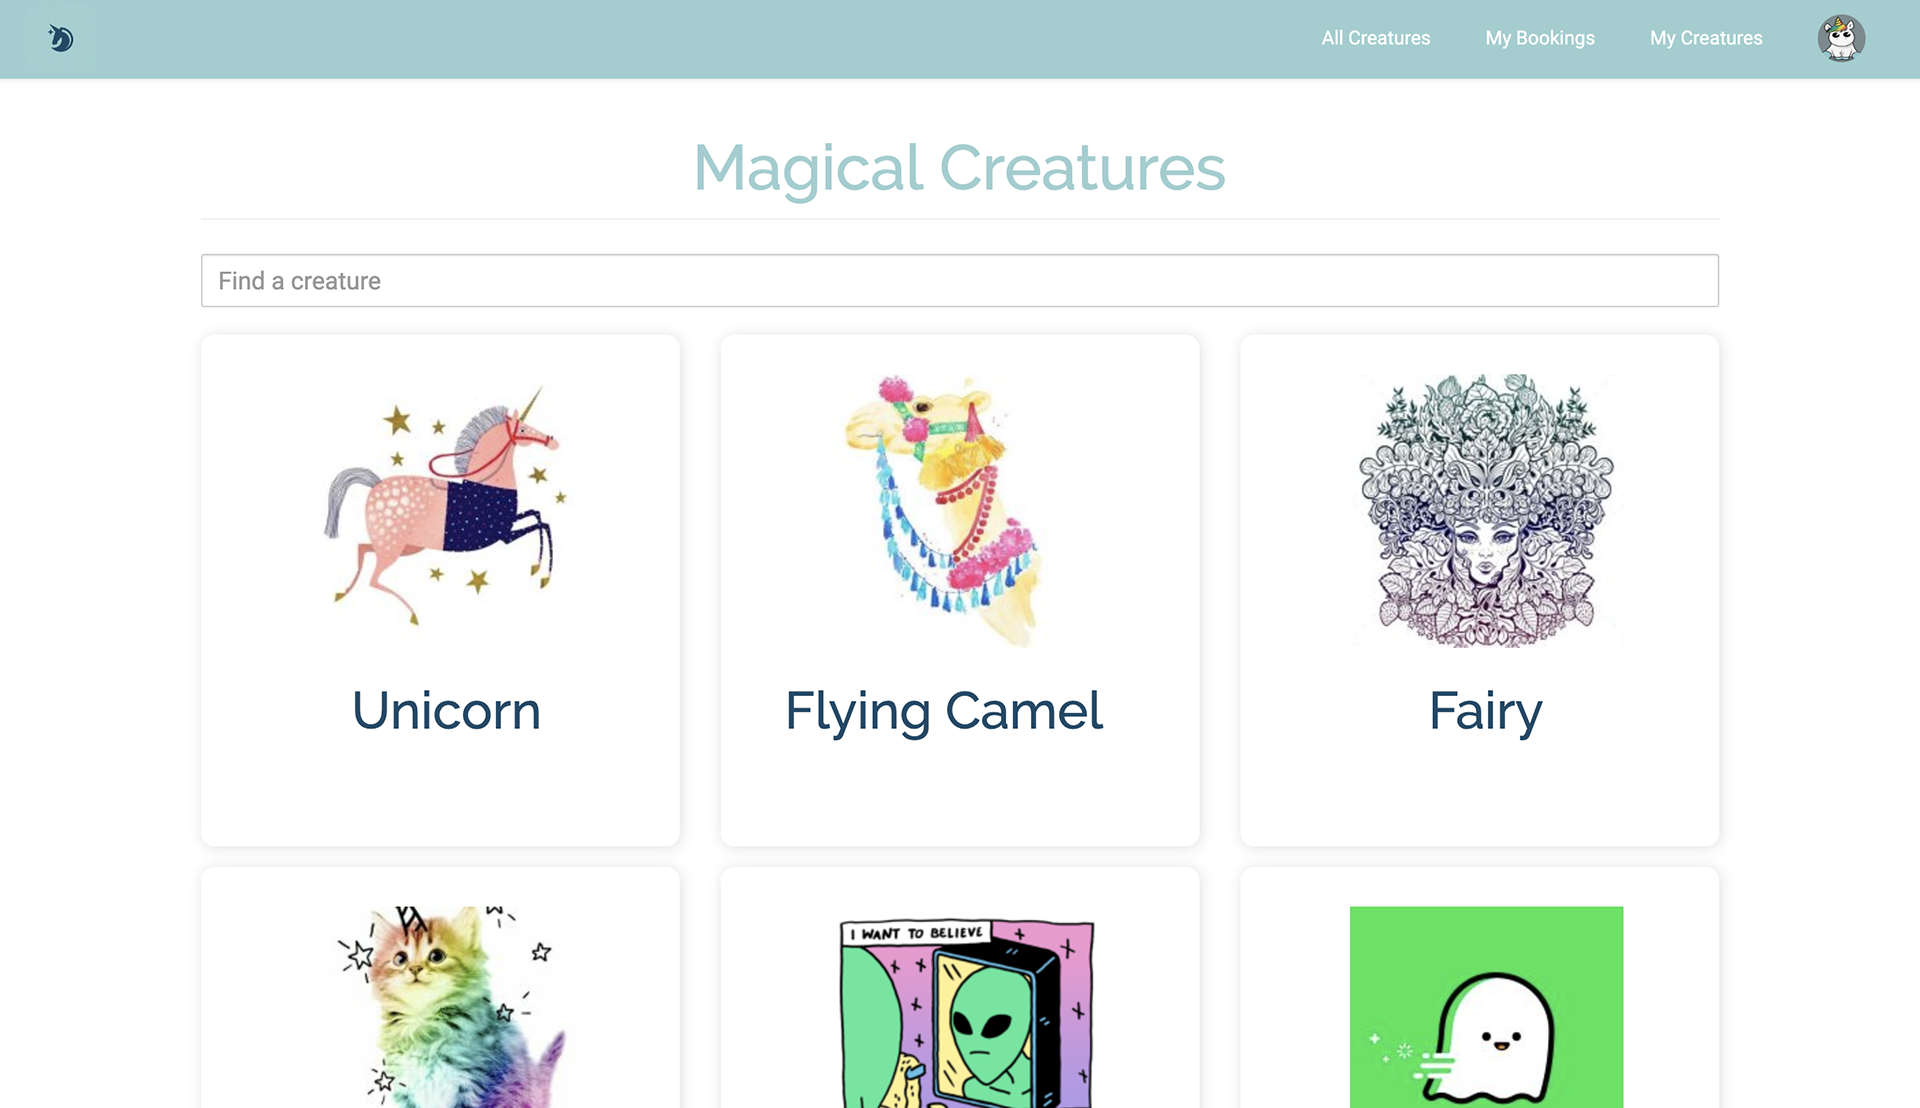 All Creatures
My Bookings
My Creatures
Magical Creatures
Find a creature
Unicorn
Flying Camel
Fairy
I WANT TO BELIEVE